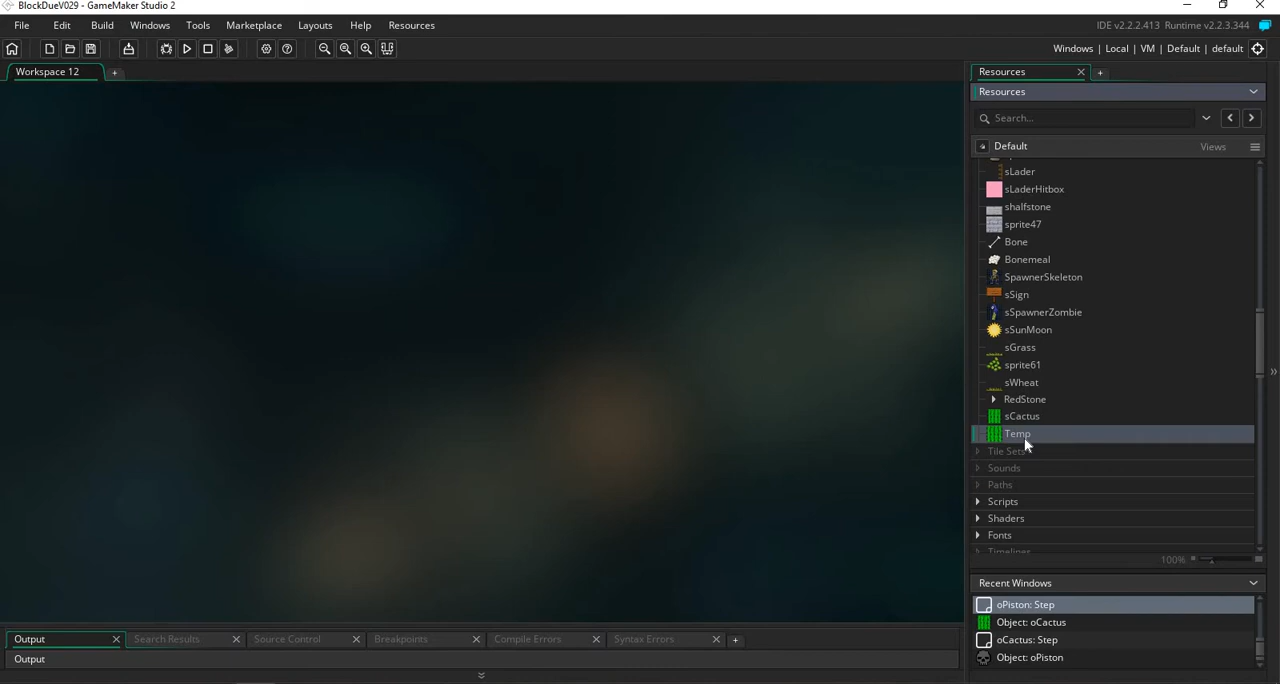 BlockDueV029 - GameMaker Studio 2
File Edit Build Windows Tools Marketplace Layouts Help Resources
IDE v2.2.2.413 Runtime v2.2.3.344
Windows | Local | VM | Default | default
Workspace 12
Resources
Resources
Search...
Default Views
sLader
sLaderHitbox
shalfstone
sprite47
Bone
Bonemeal
SpawnerSkeleton
sSign
sSpawnerZombie
sSunMoon
sGrass
sprite61
sWheat
RedStone
sCactus
Temp
Tile Sets
Sounds
Paths
Scripts
Shaders
Fonts
Timelines
100%
Recent Windows
oPiston: Step
Object: oCactus
oCactus: Step
Object: oPiston
Output Search Results Source Control Breakpoints Compile Errors Syntax Errors
Output